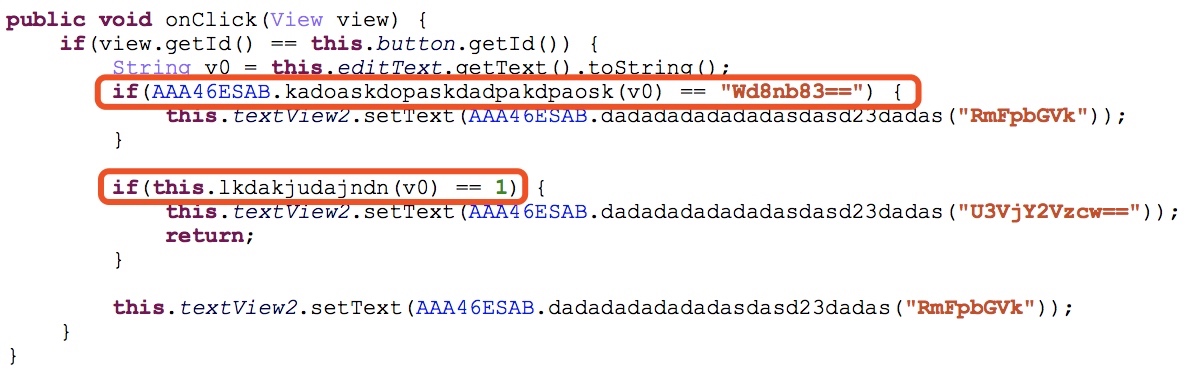 public void onClick(View view) {
if(view.getId() == this.button.getId()) {
String v0 = this.editText.getText().toString();
if(AAA46ESAB.kadoaskdopaskdadpakdpaosk(v0) == "Wd8nb83==") {
this.textView2.setText(AAA46ESAB.dadadadadadadasdasd23dadas("RmFpbGVk"));
}
if(this.lkdakjudajndn(v0) == 1) {
this.textView2.setText(AAA46ESAB.dadadadadadadasdasd23dadas("U3VjY2Vzcw=="));
return;
}
this.textView2.setText(AAA46ESAB.dadadadadadadasdasd23dadas("RmFpbGVk"));
}
}